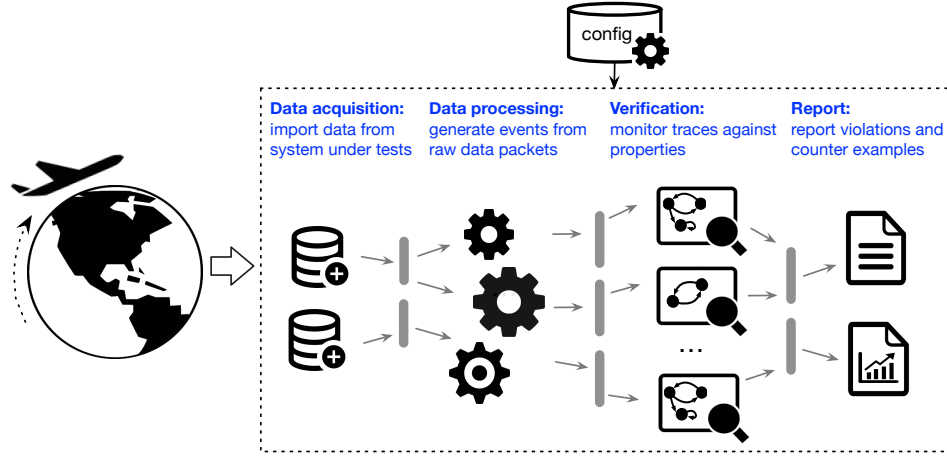 config
Data acquisition:
import data from
system under tests
Data processing:
generate events from
raw data packets
Verification:
monitor traces against
properties
Report:
report violations and
counter examples
...